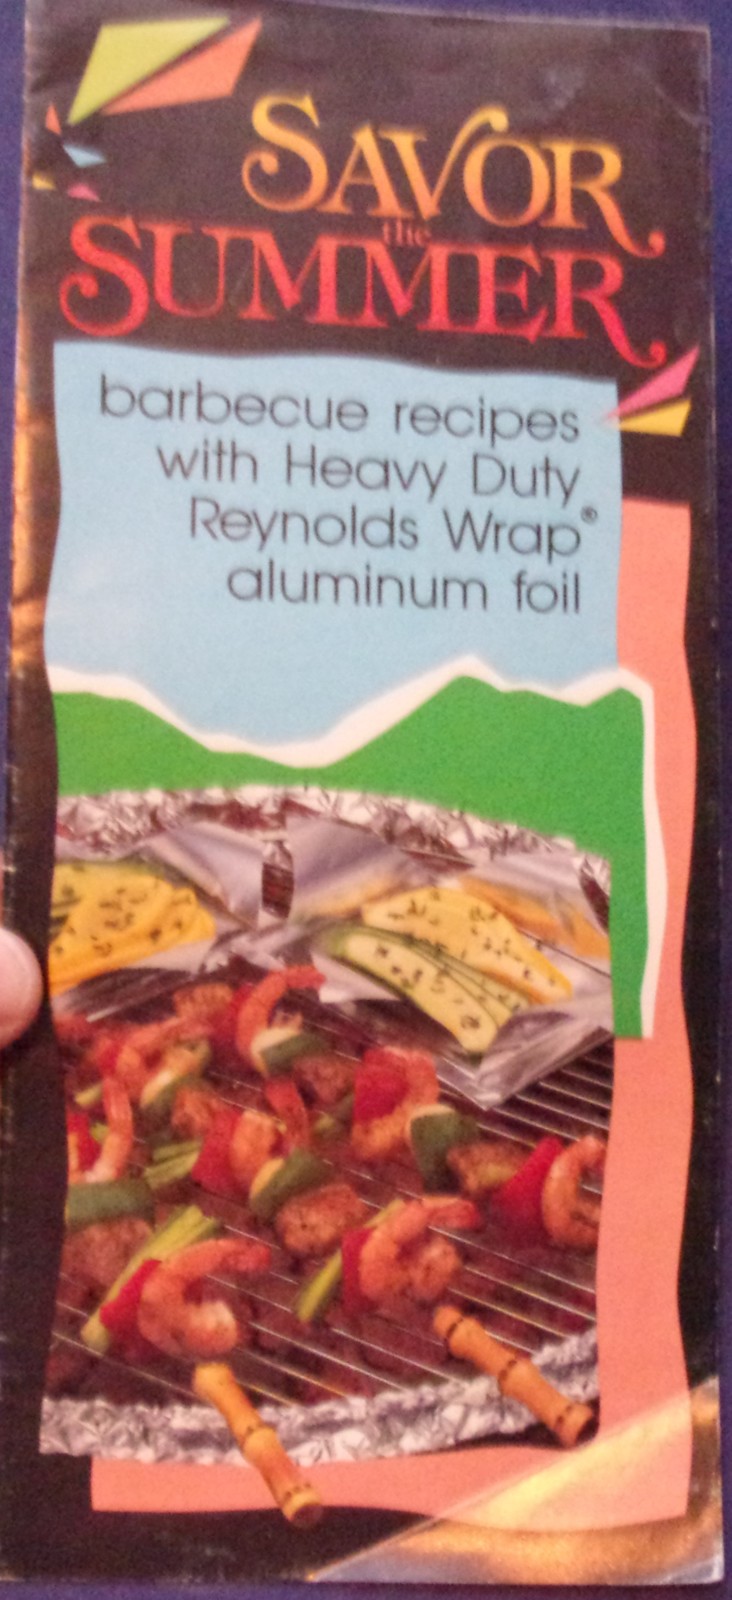 SAVOR
the
SUMMER
barbecue recipes
with Heavy Duty
Reynolds Wrap®
aluminum foil